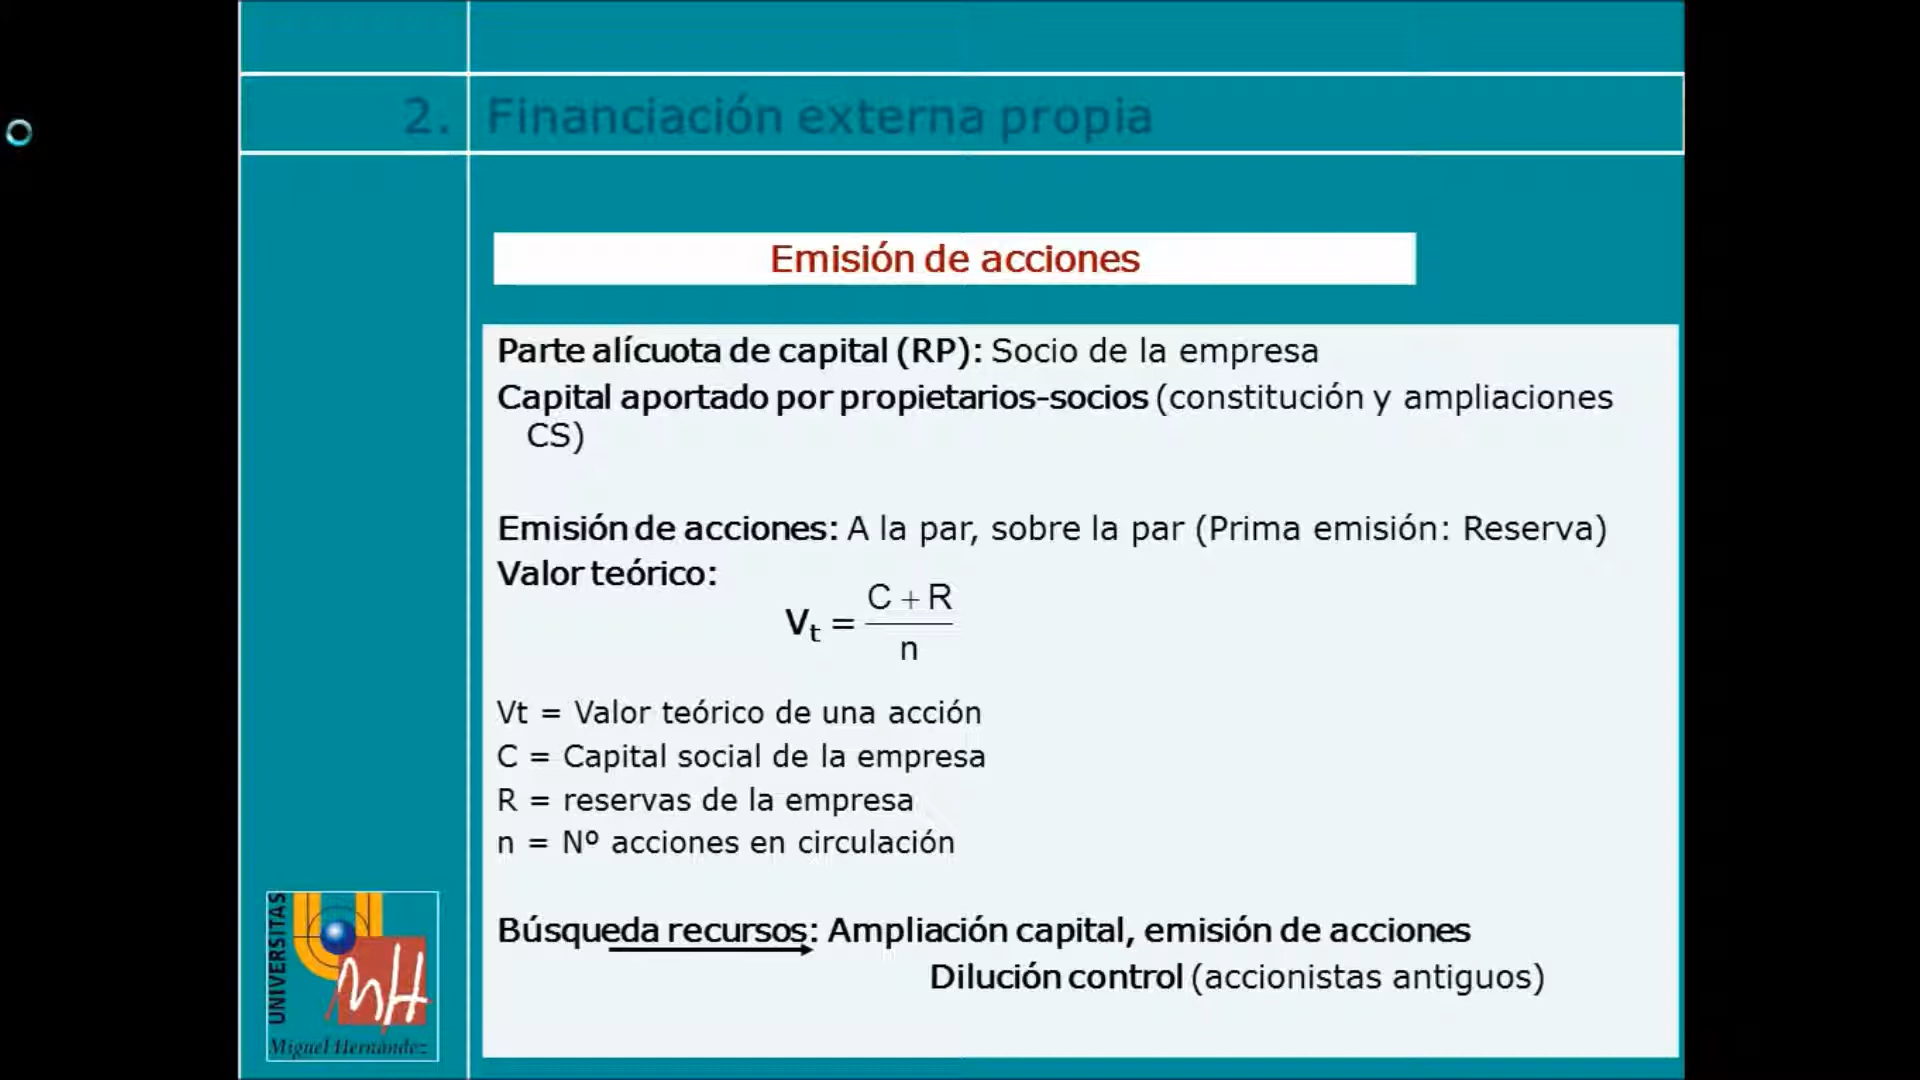 2. Financiación externa propia
Emisión de acciones
Parte alícuota de capital (RP): Socio de la empresa
Capital aportado por propietarios-socios (constitución y ampliaciones
CS)
Emisión de acciones: A la par, sobre la par (Prima emisión: Reserva)
Valor teórico:
Vt = (C + R) / n
Vt = Valor teórico de una acción
C = Capital social de la empresa
R = reservas de la empresa
n = Nº acciones en circulación
Búsqueda recursos: Ampliación capital, emisión de acciones
Dilución control (accionistas antiguos)
UNIVERSITAS
MH
Miguel Hernández